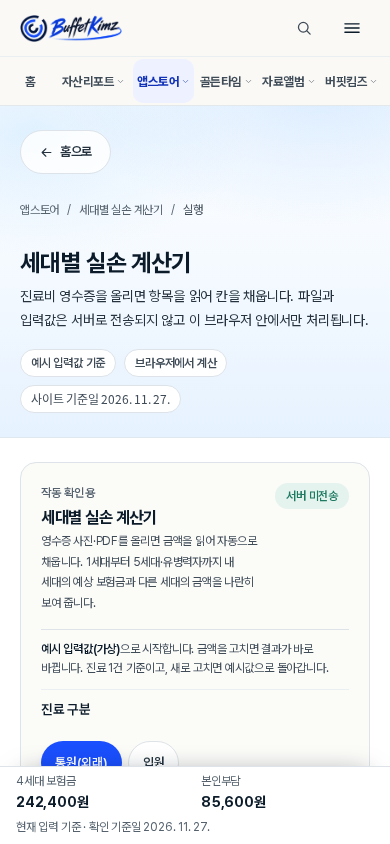 BuffetKimz
홈 자산리포트 앱스토어 골든타임 자료앨범 버핏킴즈
← 홈으로
앱스토어 / 세대별 실손 계산기 / 실행
세대별 실손 계산기
진료비 영수증을 올리면 항목을 읽어 칸을 채웁니다. 파일과
입력값은 서버로 전송되지 않고 이 브라우저 안에서만 처리됩니다.
예시 입력값 기준 브라우저에서 계산
사이트 기준일 2026. 11. 27.
작동 확인용
서버 미전송
세대별 실손 계산기
영수증 사진·PDF를 올리면 금액을 읽어 자동으로
채웁니다. 1세대부터 5세대·유병력자까지 내
세대의 예상 보험금과 다른 세대의 금액을 나란히
보여 줍니다.
예시 입력값(가상)으로 시작합니다. 금액을 고치면 결과가 바로
바뀝니다. 진료 1건 기준이고, 새로 고치면 예시값으로 돌아갑니다.
진료 구분
통원(외래) 입원
4세대 보험금 본인부담
242,400원 85,600원
현재 입력 기준 · 확인 기준일 2026. 11. 27.